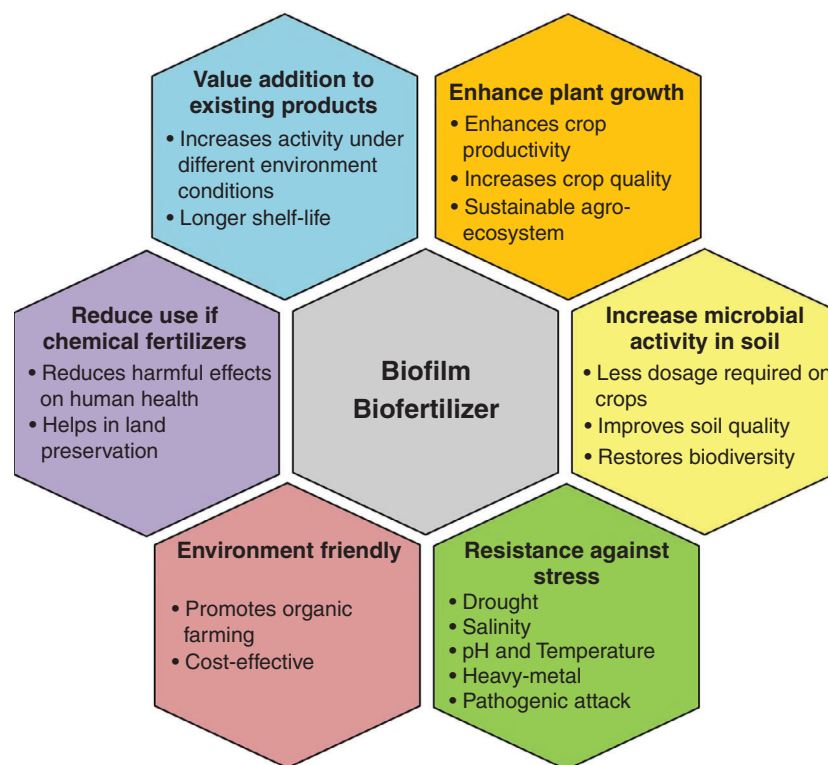 Value addition to
existing products
• Increases activity under
different environment
conditions
• Longer shelf-life
Enhance plant growth
• Enhances crop
productivity
• Increases crop quality
• Sustainable agro-
ecosystem
Reduce use if
chemical fertilizers
• Reduces harmful effects
on human health
• Helps in land
preservation
Biofilm
Biofertilizer
Increase microbial
activity in soil
• Less dosage required on
crops
• Improves soil quality
• Restores biodiversity
Environment friendly
• Promotes organic
farming
• Cost-effective
Resistance against
stress
• Drought
• Salinity
• pH and Temperature
• Heavy-metal
• Pathogenic attack